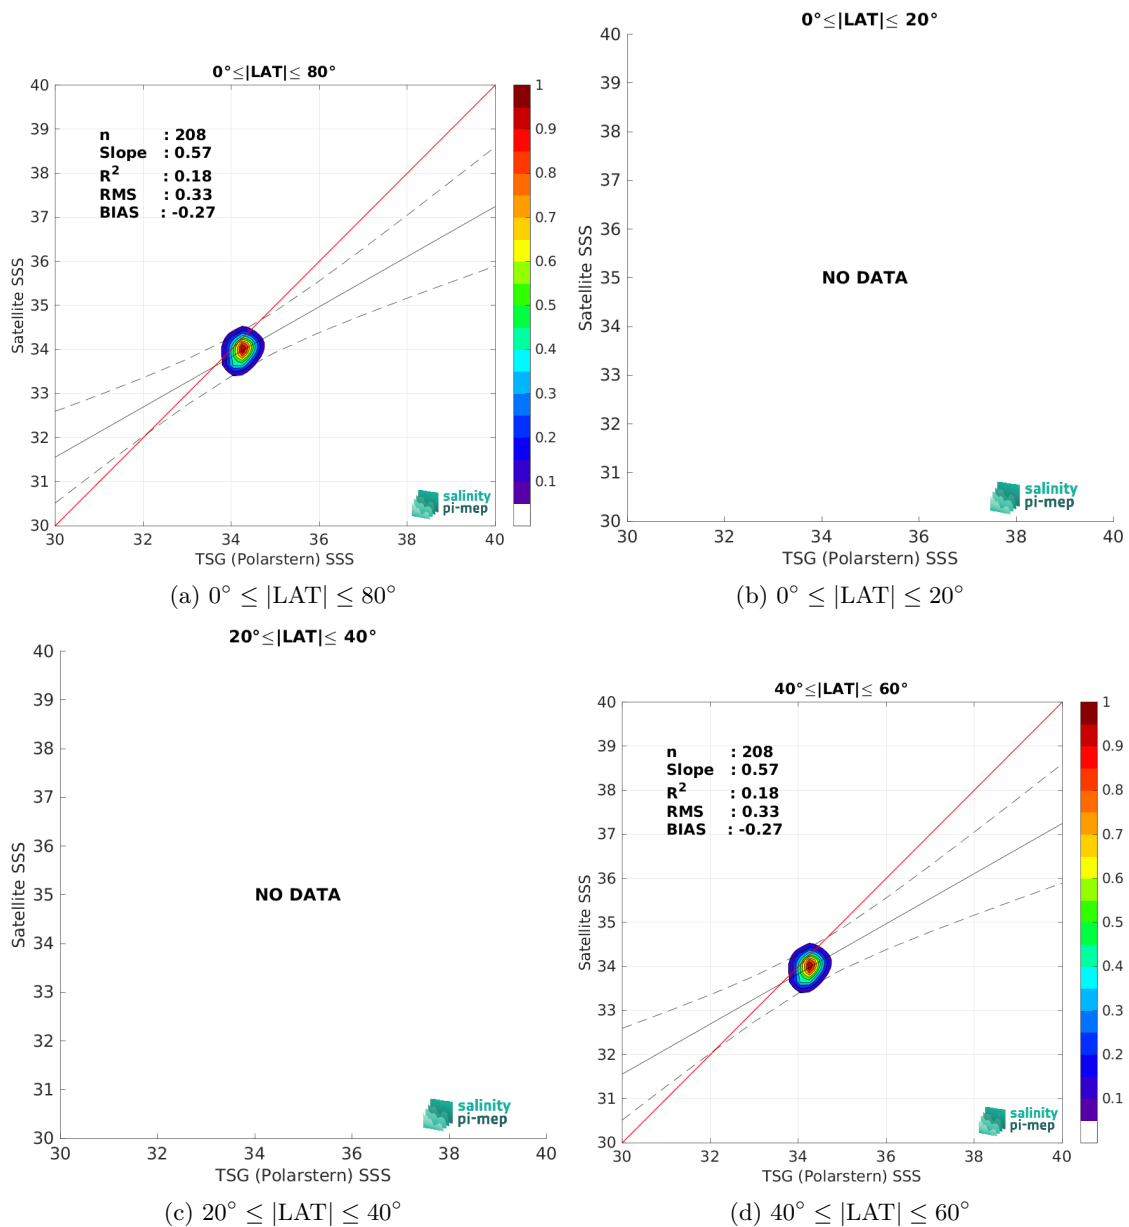 0°≤|LAT|≤ 80°
40
39
38
37
36
35
34
33
32
31
30
Satellite SSS
n : 208
Slope : 0.57
R² : 0.18
RMS : 0.33
BIAS : -0.27
salinity
pi-mep
30 32 34 36 38 40
TSG (Polarstern) SSS
1
0.9
0.8
0.7
0.6
0.5
0.4
0.3
0.2
0.1
(a) 0° ≤ |LAT| ≤ 80°
0°≤|LAT|≤ 20°
40
39
38
37
36
35
34
33
32
31
30
Satellite SSS
NO DATA
salinity
pi-mep
30 32 34 36 38 40
TSG (Polarstern) SSS
(b) 0° ≤ |LAT| ≤ 20°
20°≤|LAT|≤ 40°
40
39
38
37
36
35
34
33
32
31
30
Satellite SSS
NO DATA
salinity
pi-mep
30 32 34 36 38 40
TSG (Polarstern) SSS
(c) 20° ≤ |LAT| ≤ 40°
40°≤|LAT|≤ 60°
40
39
38
37
36
35
34
33
32
31
30
Satellite SSS
n : 208
Slope : 0.57
R² : 0.18
RMS : 0.33
BIAS : -0.27
salinity
pi-mep
30 32 34 36 38 40
TSG (Polarstern) SSS
1
0.9
0.8
0.7
0.6
0.5
0.4
0.3
0.2
0.1
(d) 40° ≤ |LAT| ≤ 60°